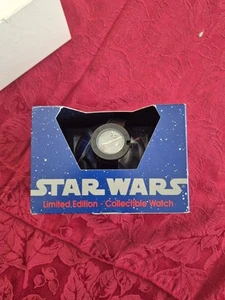 STAR WARS
Limited Edition - Collectible Watch